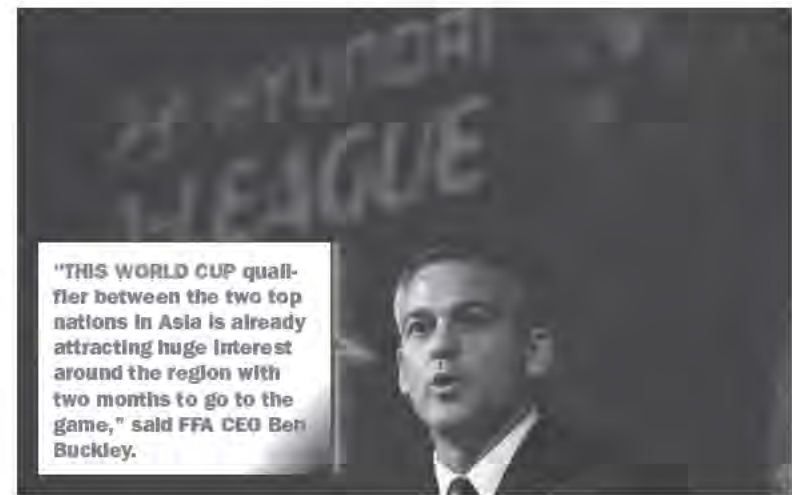 HYUNDAI
LEAGUE
"THIS WORLD CUP quali-
fier between the two top
nations in Asia is already
attracting huge interest
around the region with
two months to go to the
game," said FFA CEO Ben
Buckley.